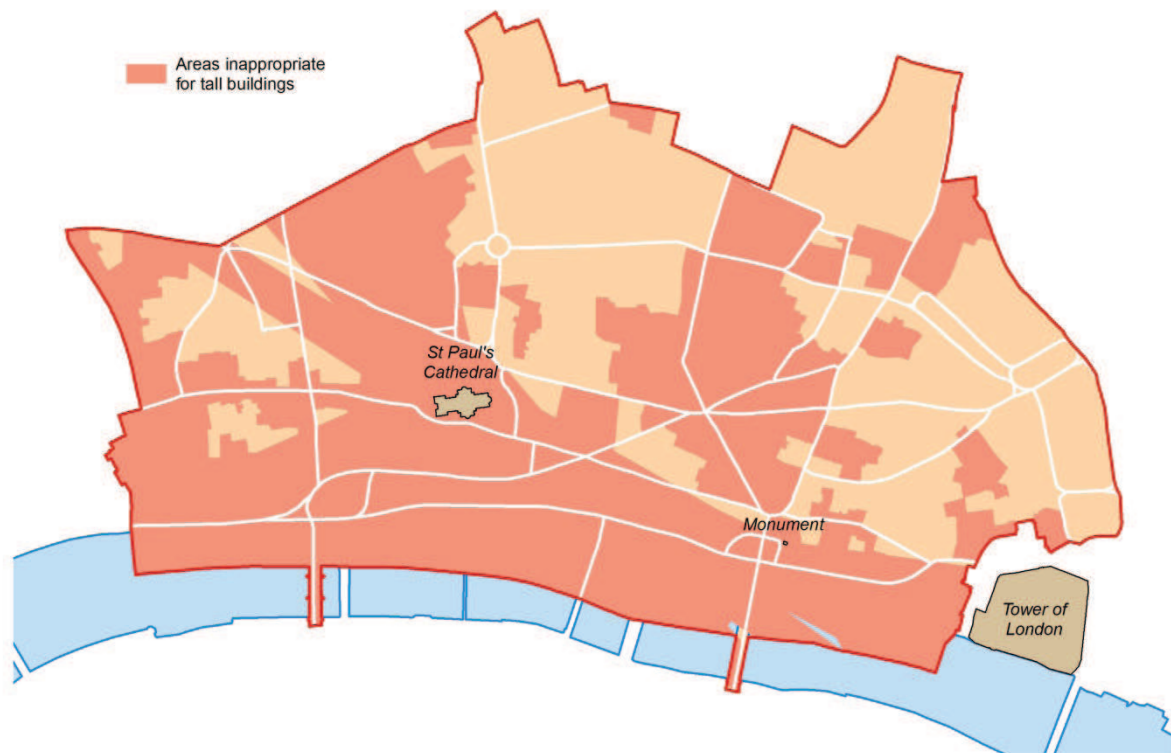 Areas inappropriate
for tall buildings
St Paul's
Cathedral
Monument
Tower of
London